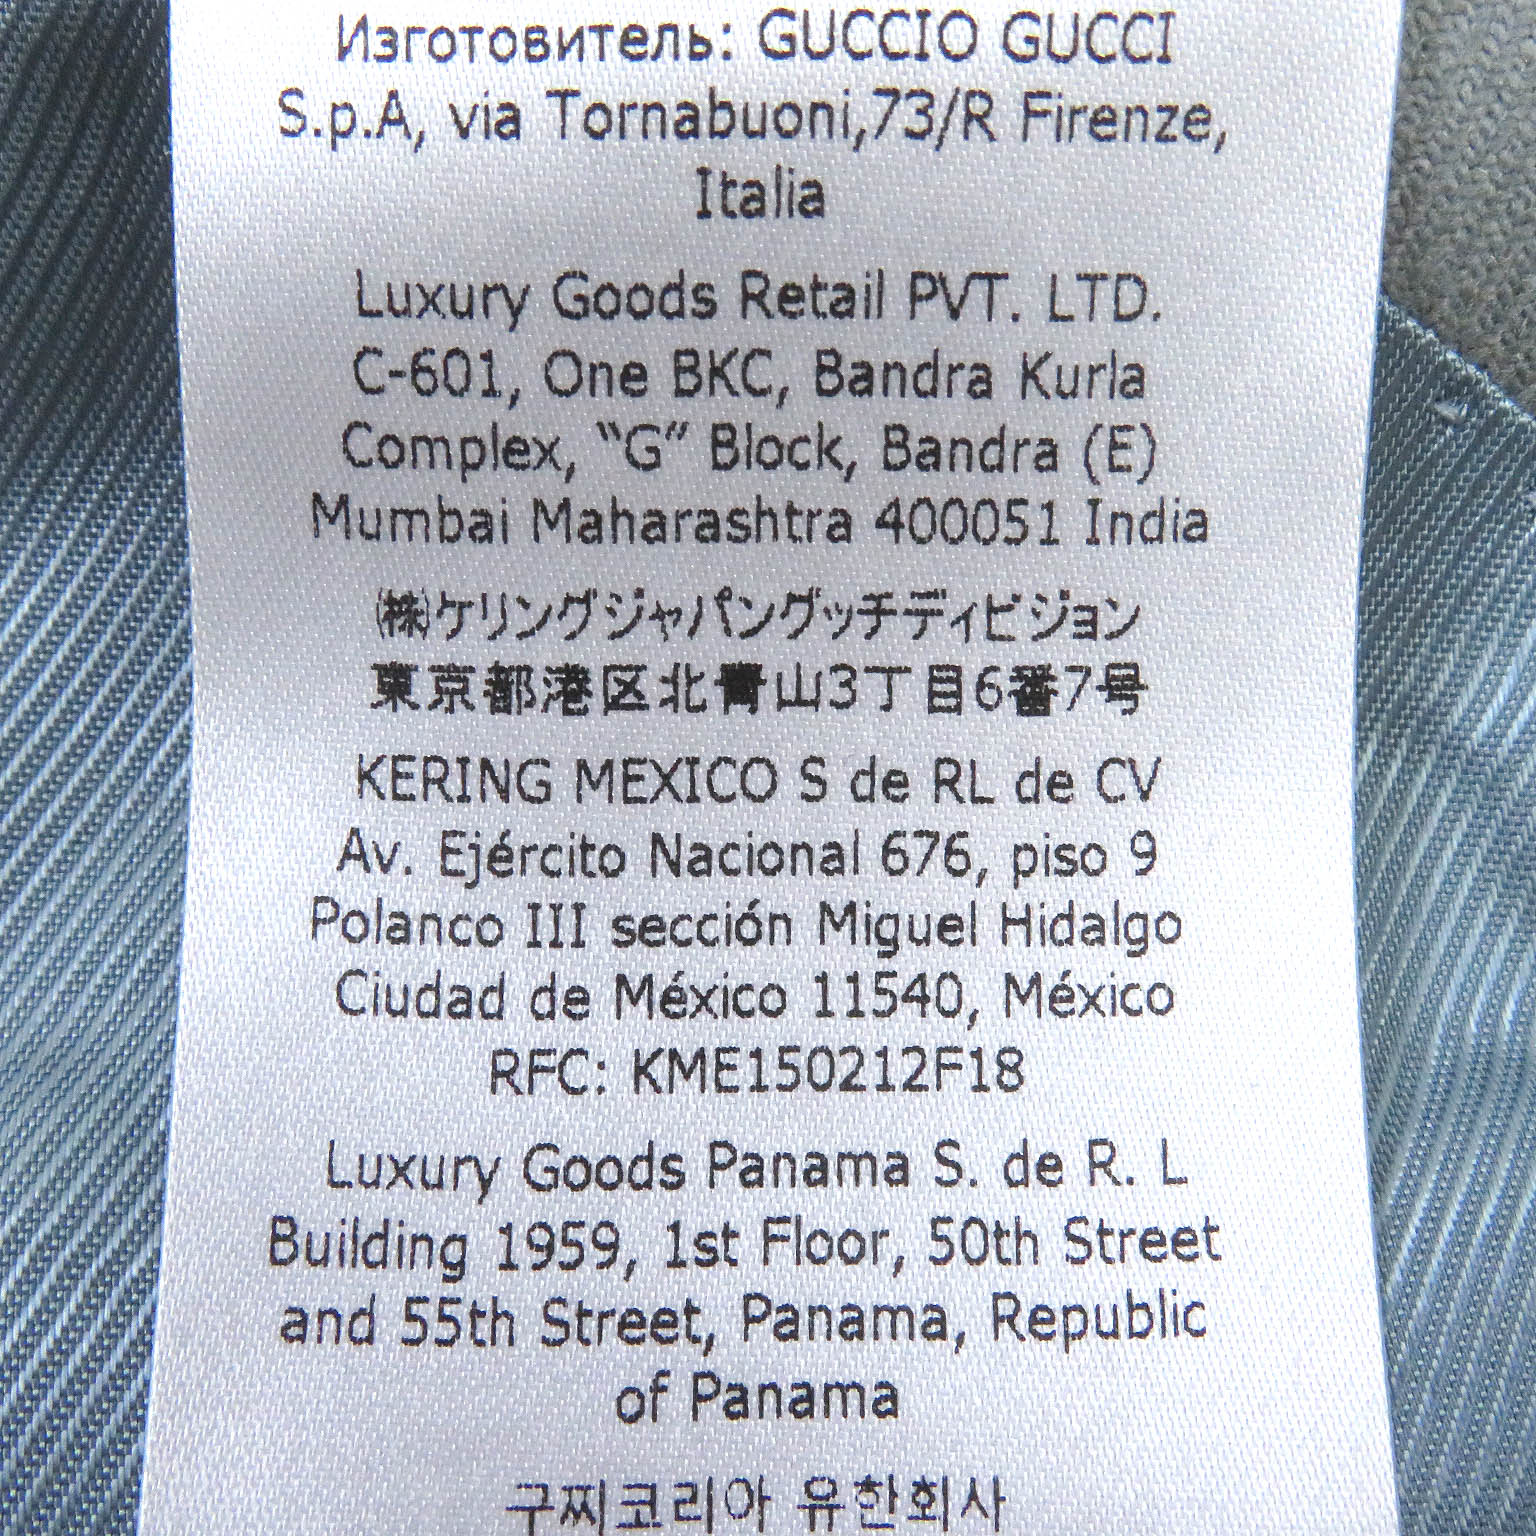 Изготовитель: GUCCIO GUCCI
S.p.A, via Tornabuoni,73/R Firenze,
Italia
Luxury Goods Retail PVT. LTD.
C-601, One BKC, Bandra Kurla
Complex, “G” Block, Bandra (E)
Mumbai Maharashtra 400051 India
㈱ケリングジャパングッチディビジョン
東京都港区北青山3丁目6番7号
KERING MEXICO S de RL de CV
Av. Ejército Nacional 676, piso 9
Polanco III sección Miguel Hidalgo
Ciudad de México 11540, México
RFC: KME150212F18
Luxury Goods Panama S. de R. L
Building 1959, 1st Floor, 50th Street
and 55th Street, Panama, Republic
of Panama
구찌코리아 유한회사